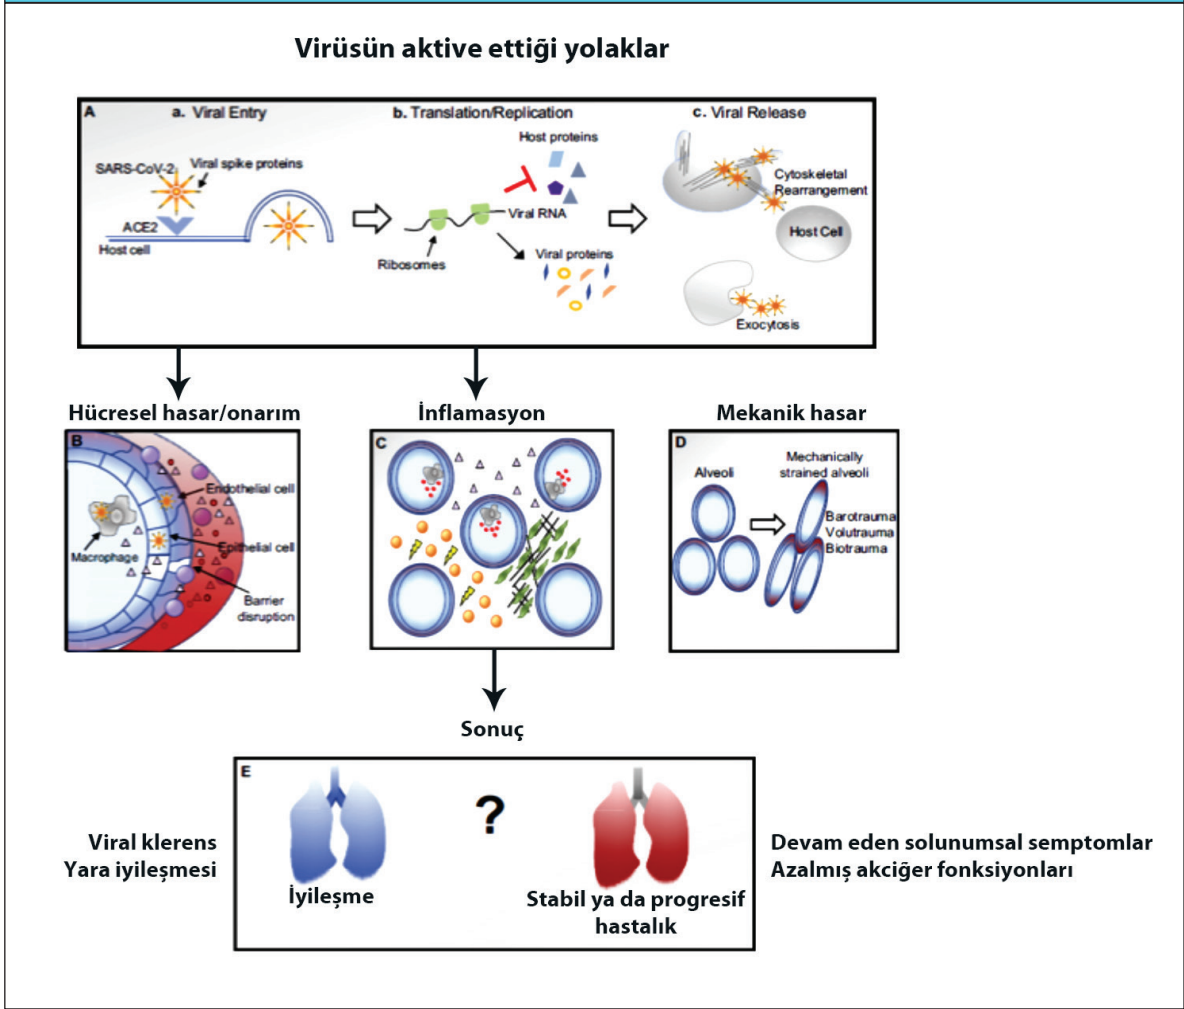 Virüsün aktive ettiği yolaklar
A
a. Viral Entry
b. Translation/Replication
c. Viral Release
SARS-CoV-2
Viral spike proteins
ACE2
Host cell
Host proteins
Viral RNA
Ribosomes
Viral proteins
Cytoskeletal
Rearrangement
Host Cell
Exocytosis
Hücresel hasar/onarım
İnflamasyon
Mekanik hasar
B
Endothelial cell
Macrophage
Epithelial cell
Barrier
disruption
C
D
Alveoli
Mechanically
strained alveoli
Barotrauma
Volutrauma
Biotrauma
Sonuç
E
?
Viral klerens
Yara iyileşmesi
İyileşme
Stabil ya da progresif
hastalık
Devam eden solunumsal semptomlar
Azalmış akciğer fonksiyonları